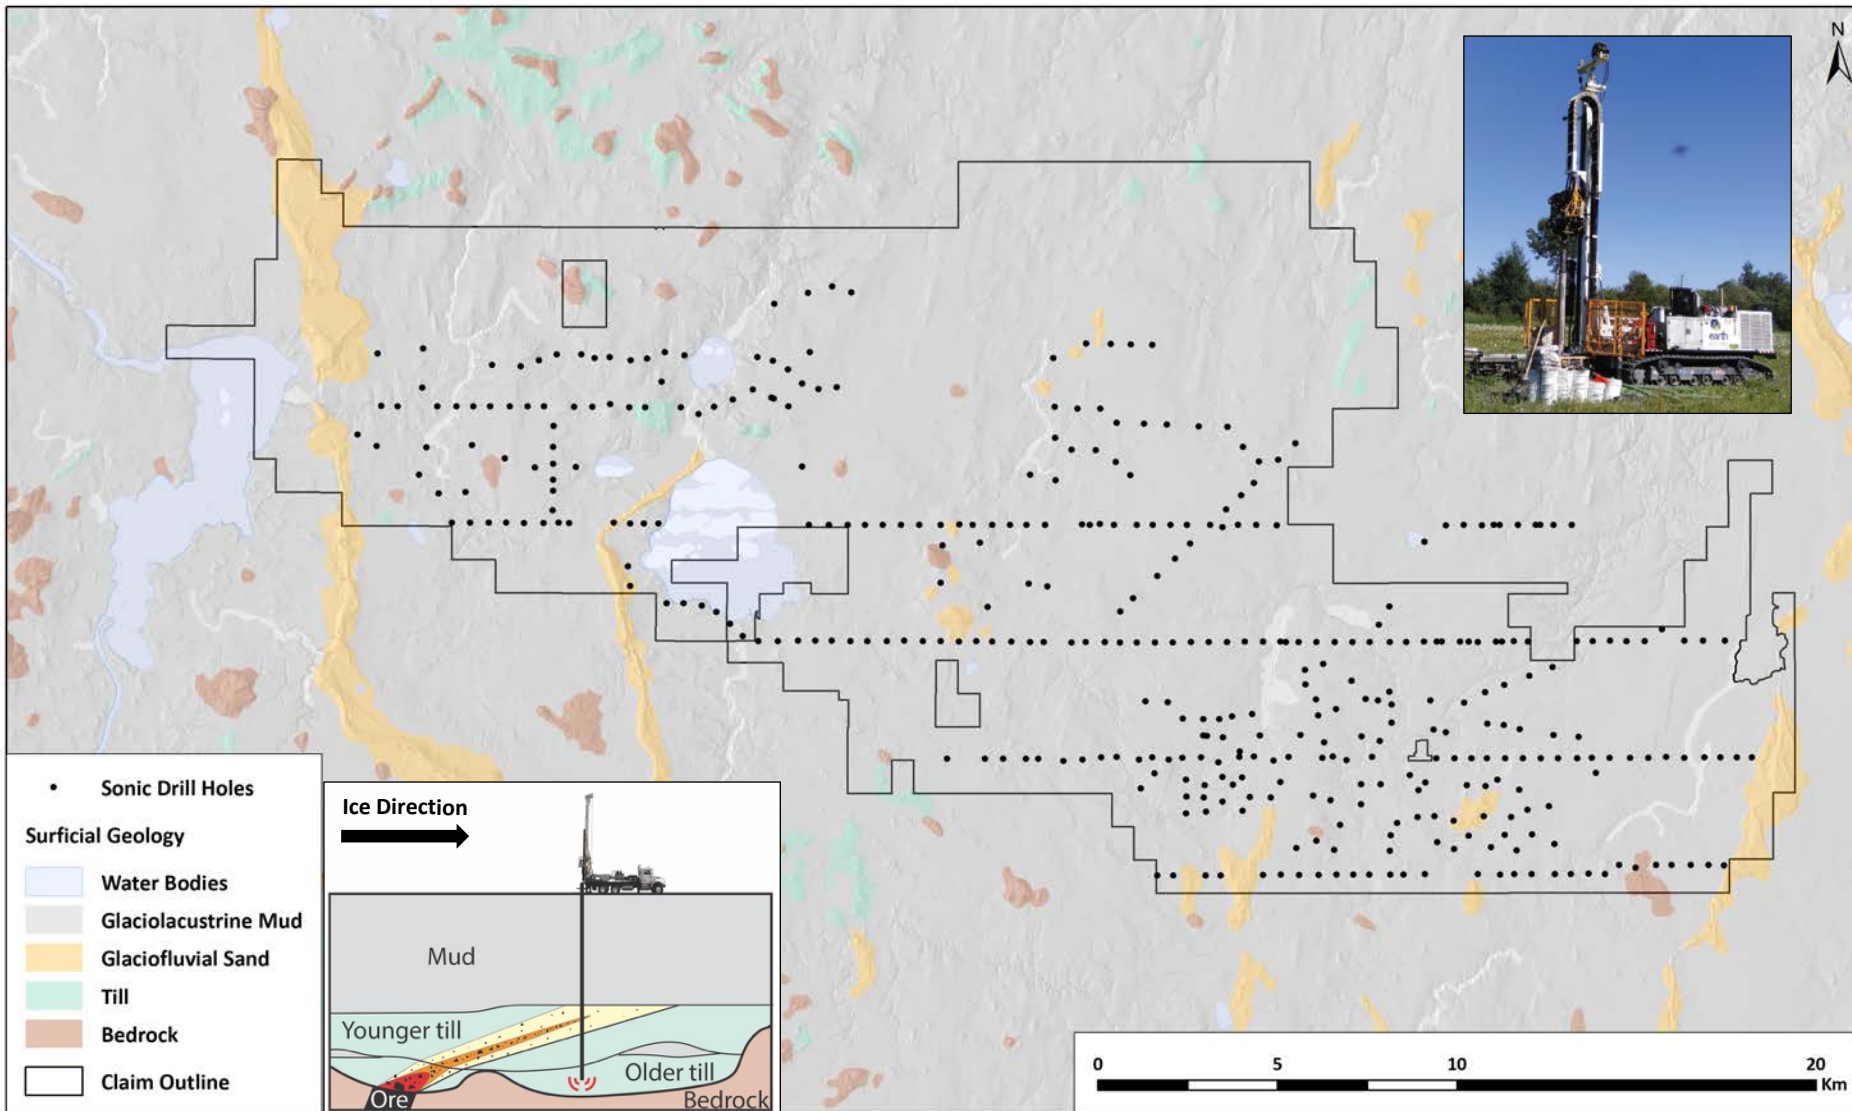 N
earth
Sonic Drill Holes
Surficial Geology
Water Bodies
Glaciolacustrine Mud
Glaciofluvial Sand
Till
Bedrock
Claim Outline
Ice Direction
Mud
Younger till
Older till
Ore
Bedrock
0 5 10 20
Km